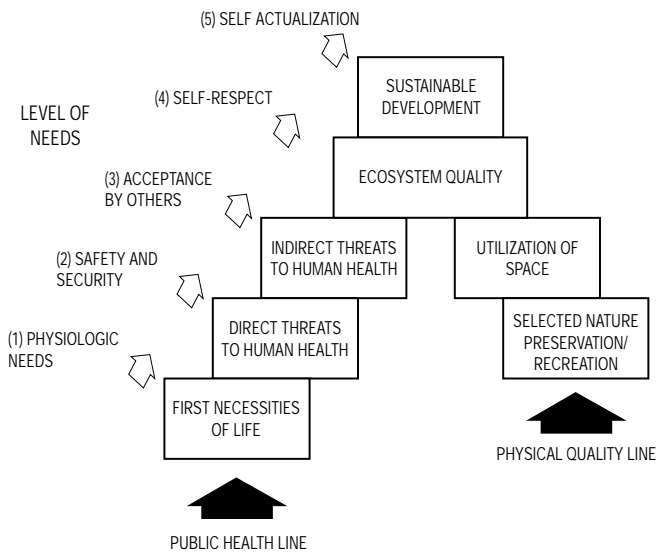 (5) SELF ACTUALIZATION
SUSTAINABLE
DEVELOPMENT
(4) SELF-RESPECT
LEVEL OF
NEEDS
ECOSYSTEM QUALITY
(3) ACCEPTANCE
BY OTHERS
INDIRECT THREATS
TO HUMAN HEALTH
UTILIZATION OF
SPACE
(2) SAFETY AND
SECURITY
DIRECT THREATS
TO HUMAN HEALTH
SELECTED NATURE
PRESERVATION/
RECREATION
(1) PHYSIOLOGIC
NEEDS
FIRST NECESSITIES
OF LIFE
PHYSICAL QUALITY LINE
PUBLIC HEALTH LINE